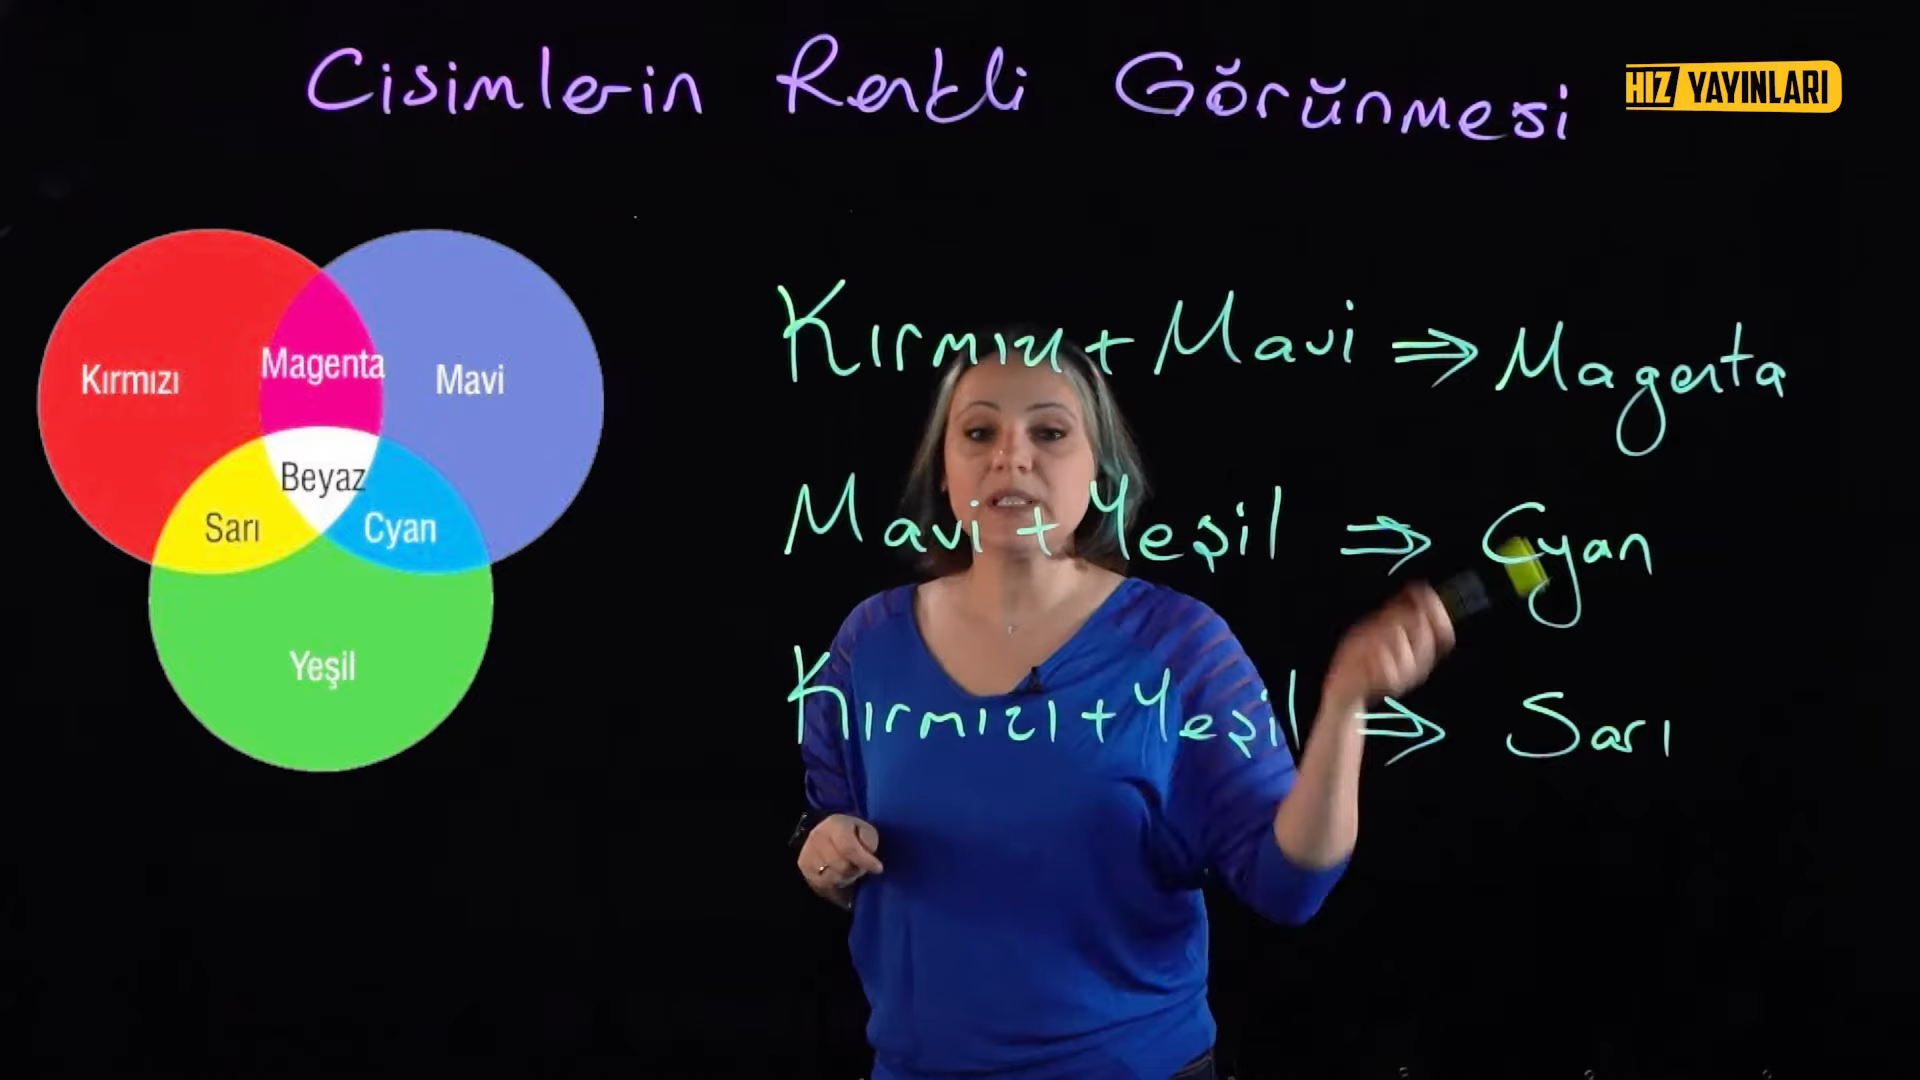 Cisimlerin Renkli Görünmesi
HIZ YAYINLARI
Kırmızı
Magenta
Mavi
Beyaz
Sarı
Cyan
Yeşil
Kırmızı + Mavi ⇒ Magenta
Mavi + Yeşil ⇒ Cyan
Kırmızı + Yeşil ⇒ Sarı